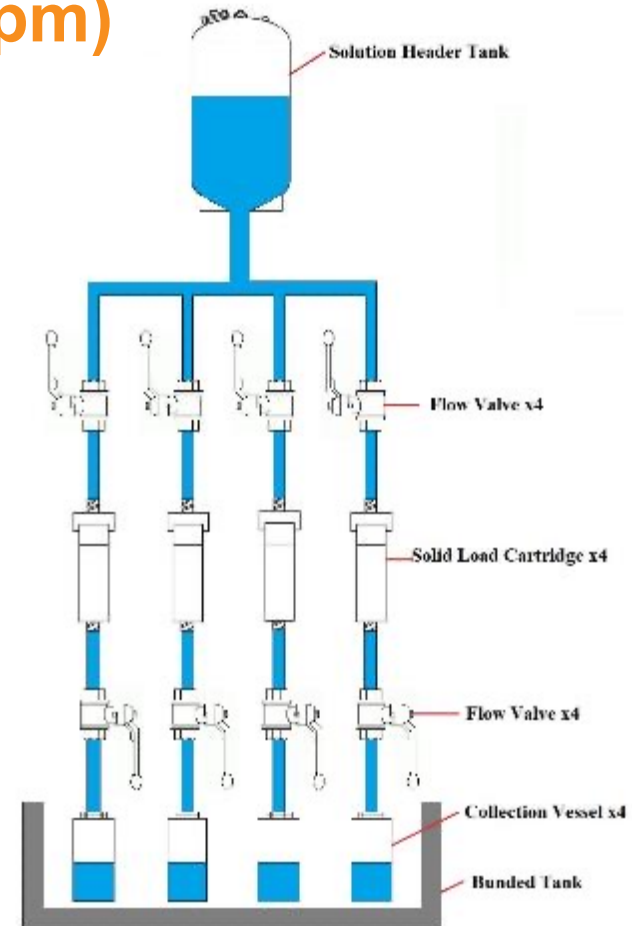 pm)
Solution Header Tank
Flow Valve x4
Solid Load Cartridge x4
Flow Valve x4
Collection Vessel x4
Bunded Tank